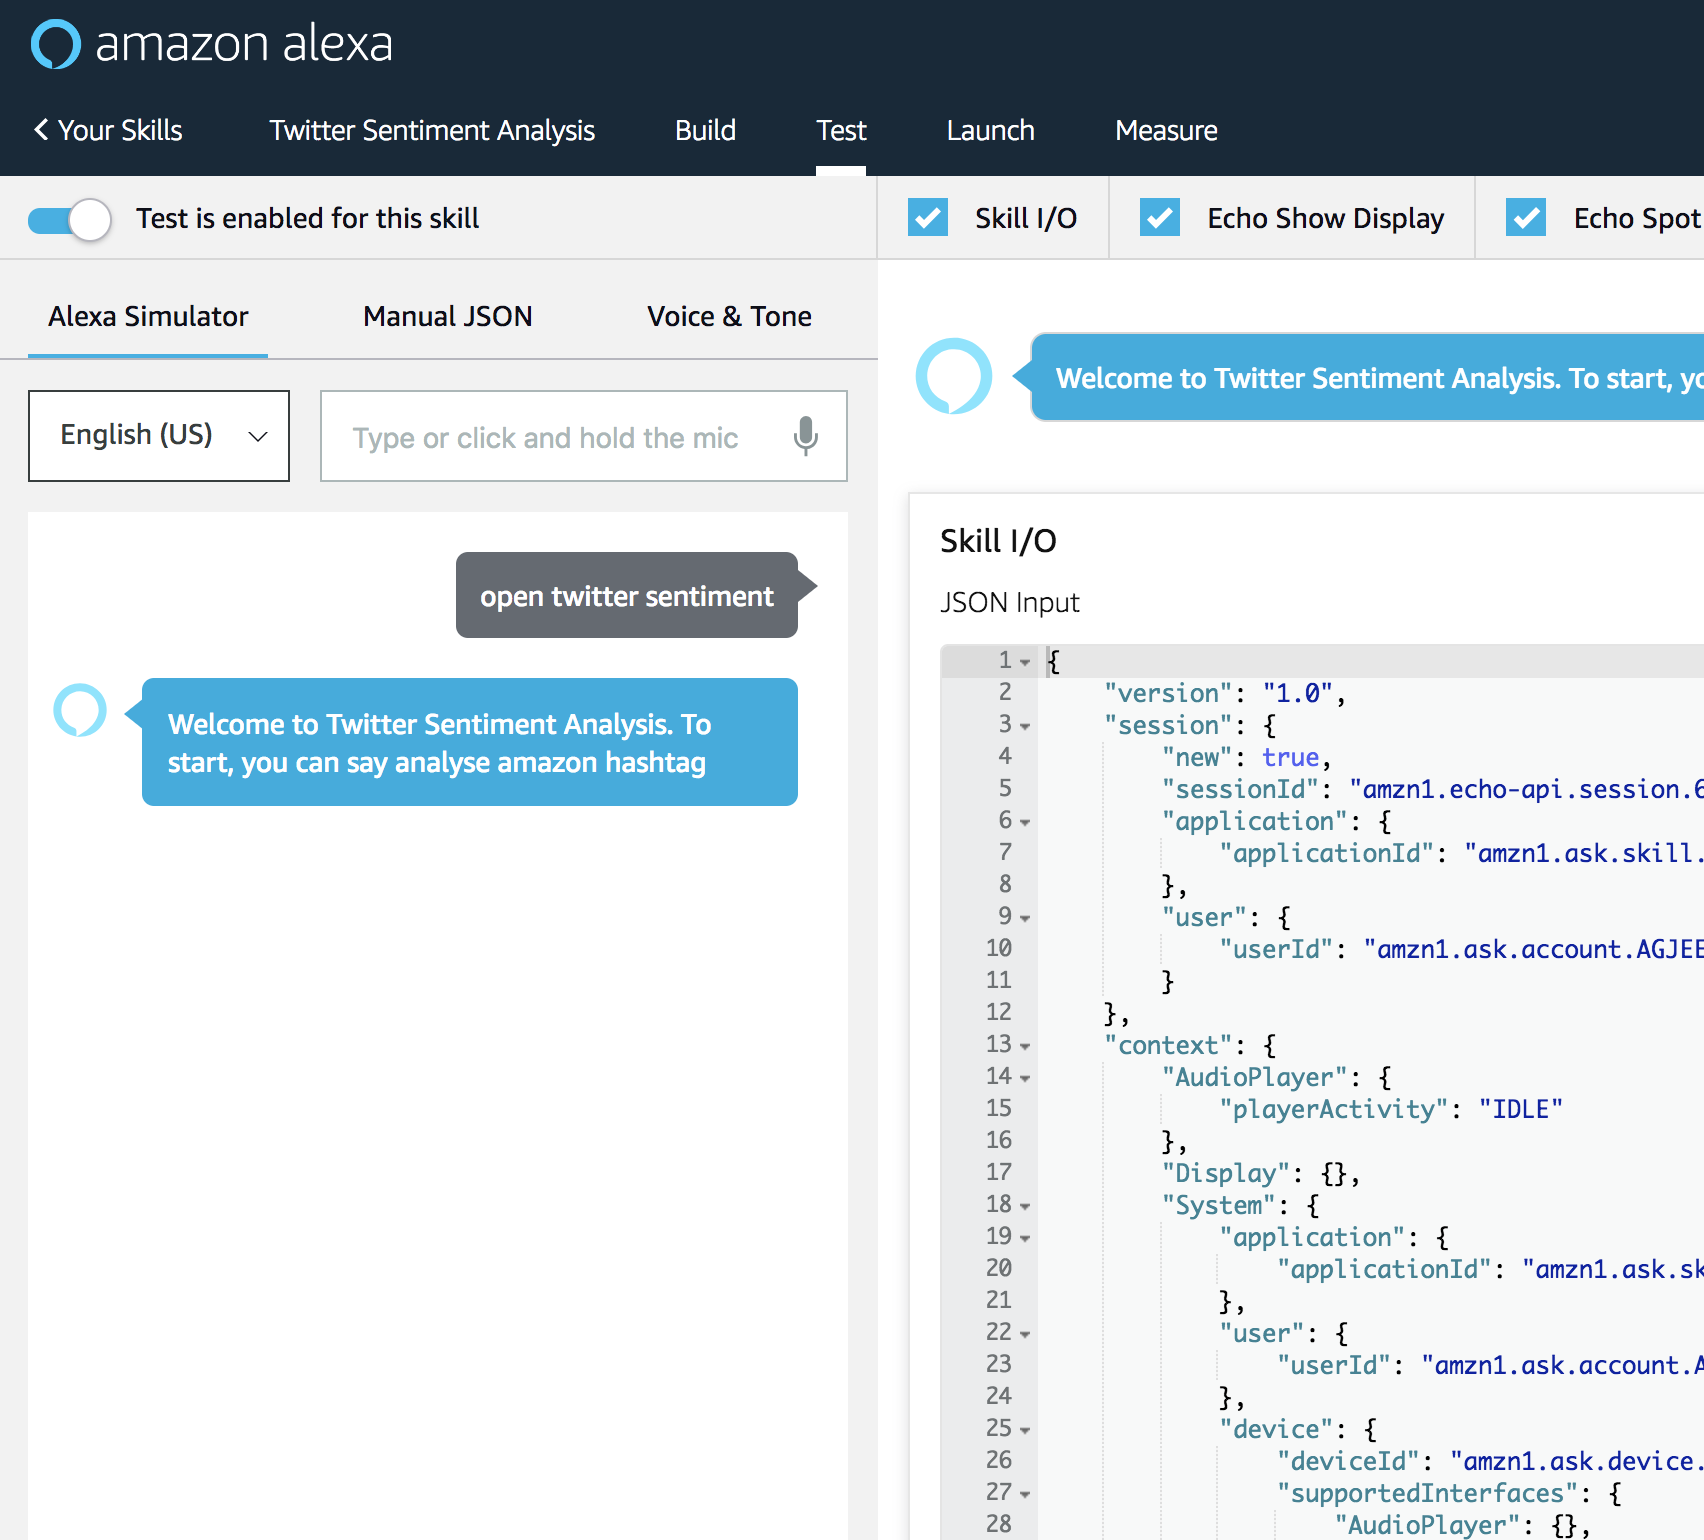 amazon alexa
Your Skills Twitter Sentiment Analysis Build Test Launch Measure
Test is enabled for this skill
Skill I/O Echo Show Display Echo Spot
Alexa Simulator Manual JSON Voice & Tone
English (US) Type or click and hold the mic
open twitter sentiment
Welcome to Twitter Sentiment Analysis. To
start, you can say analyse amazon hashtag
Welcome to Twitter Sentiment Analysis. To start, yo
Skill I/O
JSON Input
1 {
2 "version": "1.0",
3 "session": {
4 "new": true,
5 "sessionId": "amzn1.echo-api.session.6
6 "application": {
7 "applicationId": "amzn1.ask.skill.
8 },
9 "user": {
10 "userId": "amzn1.ask.account.AGJEE
11 }
12 },
13 "context": {
14 "AudioPlayer": {
15 "playerActivity": "IDLE"
16 },
17 "Display": {},
18 "System": {
19 "application": {
20 "applicationId": "amzn1.ask.sk
21 },
22 "user": {
23 "userId": "amzn1.ask.account.A
24 },
25 "device": {
26 "deviceId": "amzn1.ask.device.
27 "supportedInterfaces": {
28 "AudioPlayer": {},